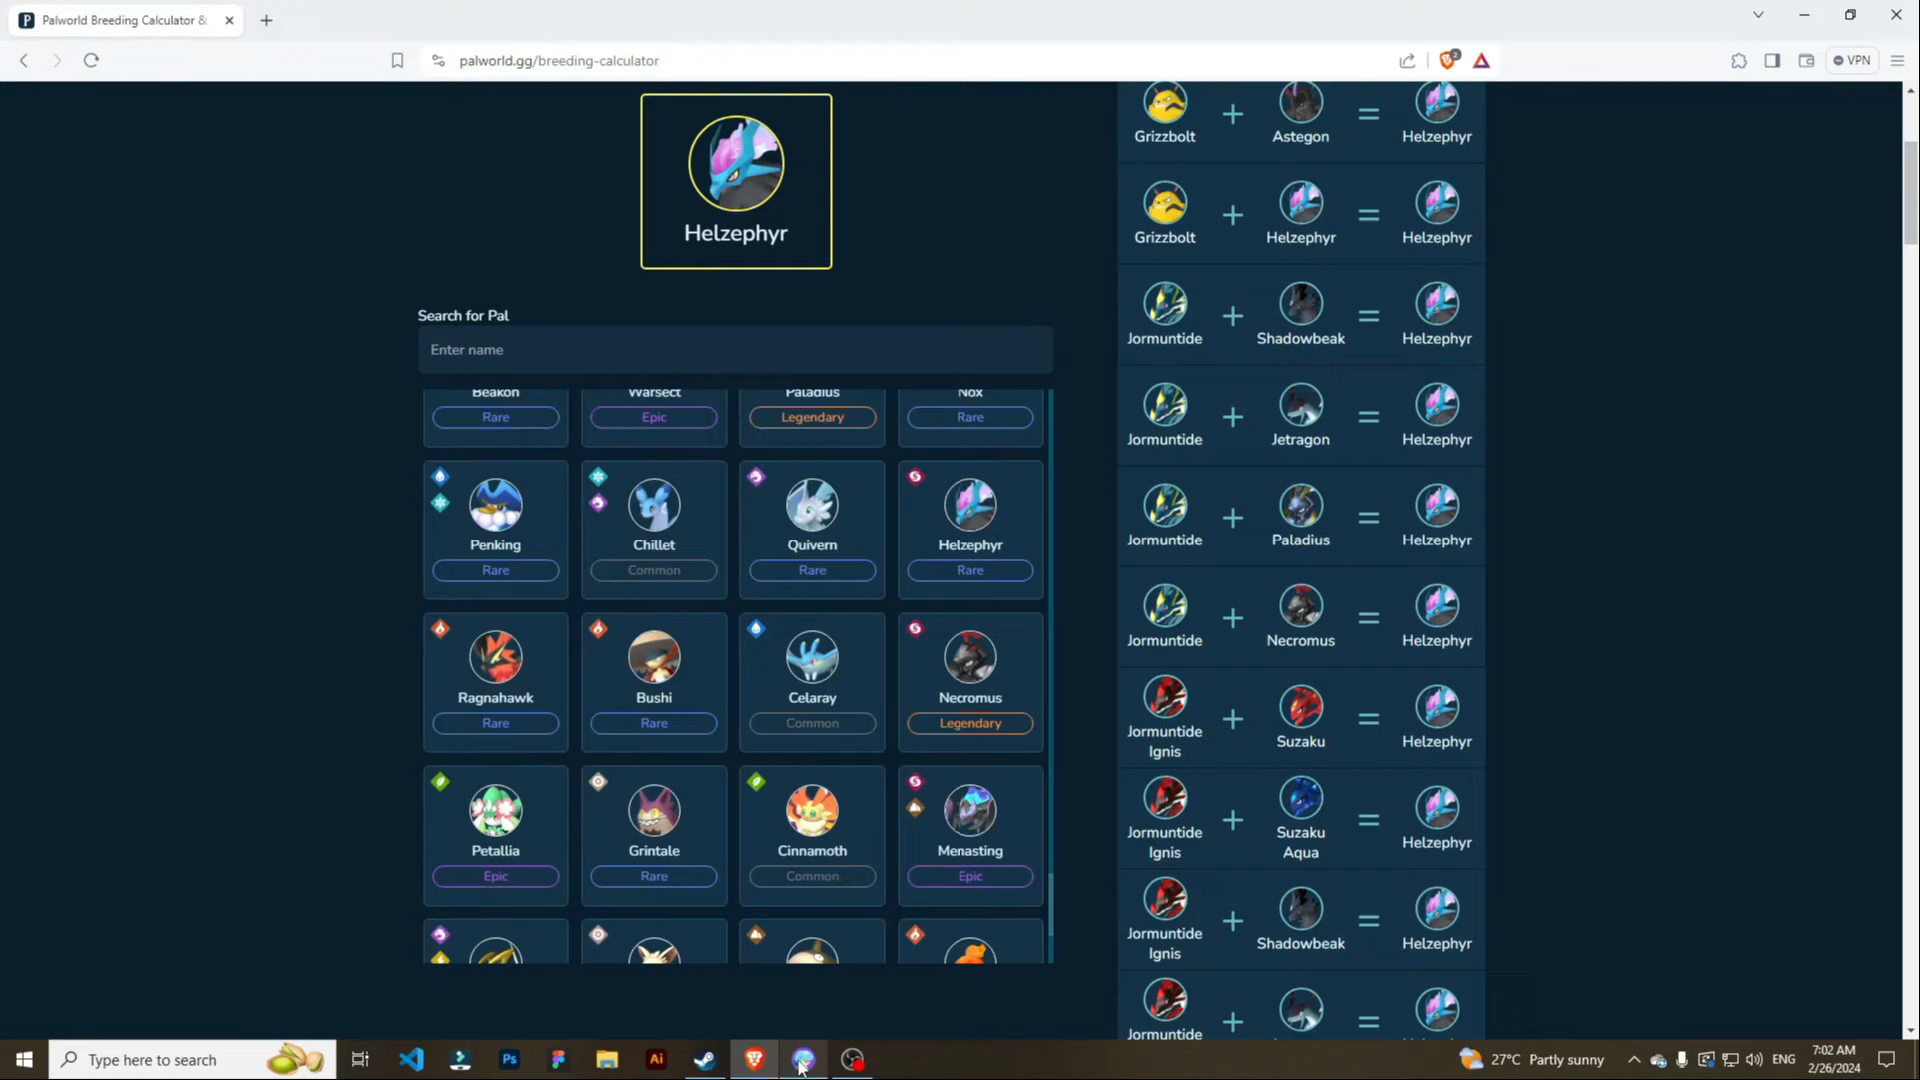 Palworld Breeding Calculator &
palworld.gg/breeding-calculator
2
VPN
Helzephyr
Search for Pal
Enter name
Beakon
Warsect
Paladius
Nox
Rare
Epic
Legendary
Rare
Penking
Chillet
Quivern
Helzephyr
Rare
Common
Rare
Rare
Ragnahawk
Bushi
Celaray
Necromus
Rare
Rare
Common
Legendary
Petallia
Grintale
Cinnamoth
Menasting
Epic
Rare
Common
Epic
Grizzbolt + Astegon = Helzephyr
Grizzbolt + Helzephyr = Helzephyr
Jormuntide + Shadowbeak = Helzephyr
Jormuntide + Jetragon = Helzephyr
Jormuntide + Paladius = Helzephyr
Jormuntide + Necromus = Helzephyr
Jormuntide + Suzaku = Helzephyr
Ignis
Jormuntide + Suzaku = Helzephyr
Ignis Aqua
Jormuntide + Shadowbeak = Helzephyr
Ignis
Jormuntide + =
Type here to search
Ps
Ai
27°C Partly sunny
ENG
7:02 AM
2/26/2024